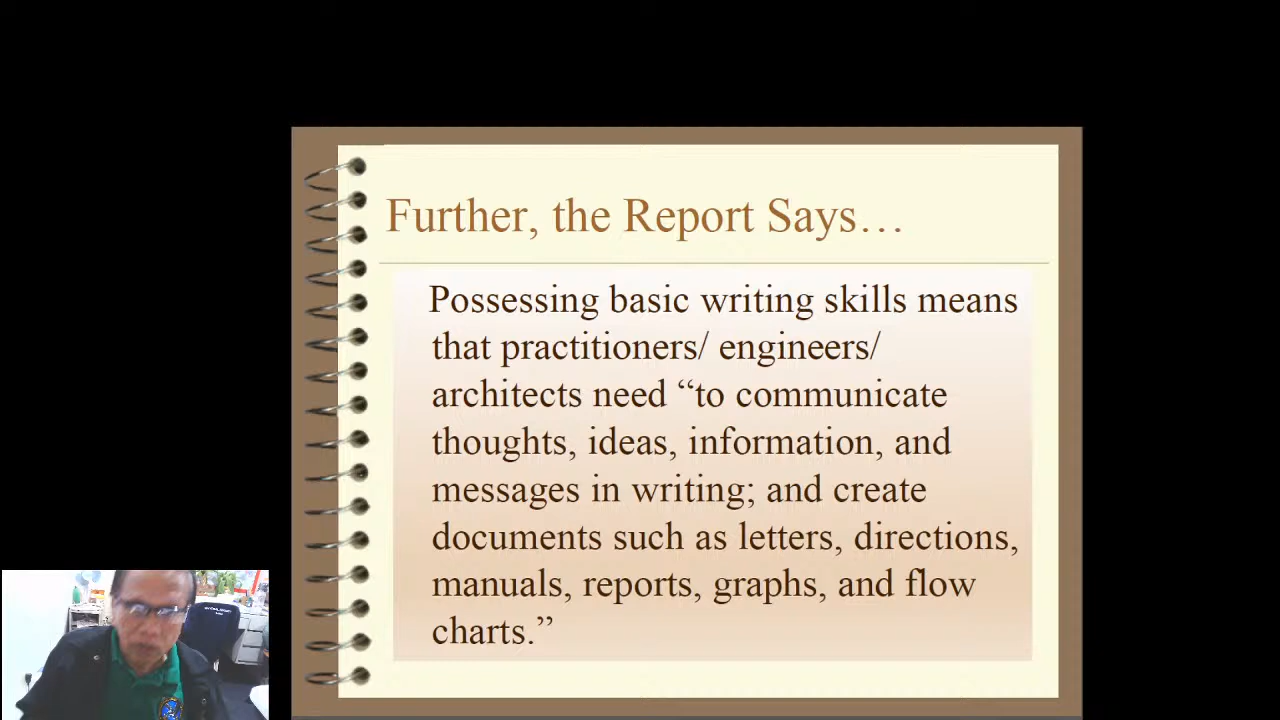 Further, the Report Says…
Possessing basic writing skills means
that practitioners/ engineers/
architects need “to communicate
thoughts, ideas, information, and
messages in writing; and create
documents such as letters, directions,
manuals, reports, graphs, and flow
charts.”